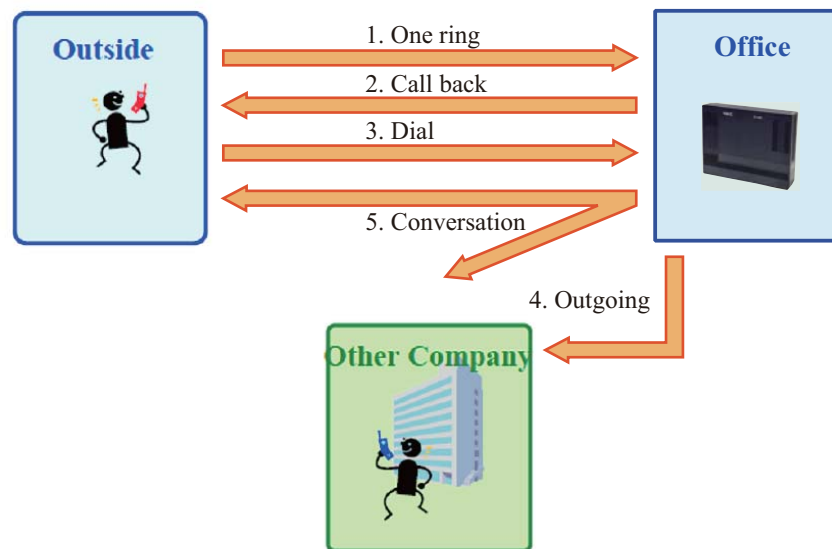 Outside
1. One ring
Office
2. Call back
3. Dial
5. Conversation
4. Outgoing
Other Company